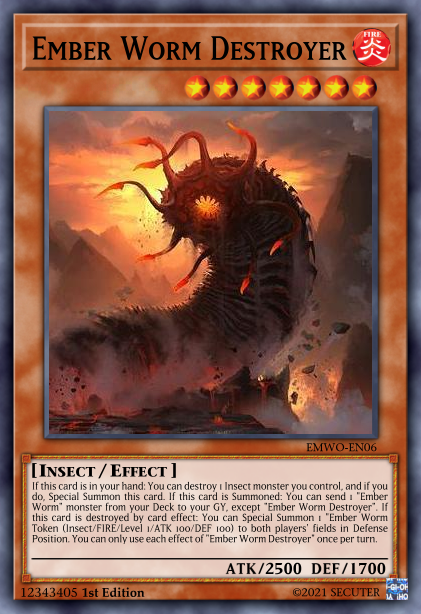 EMBER WORM DESTROYER
FIRE
炎
EMWO-EN06
[INSECT / EFFECT]
If this card is in your hand: You can destroy 1 Insect monster you control, and if you
do, Special Summon this card. If this card is Summoned: You can send 1 "Ember
Worm" monster from your Deck to your GY, except "Ember Worm Destroyer". If
this card is destroyed by card effect: You can Special Summon 1 "Ember Worm
Token (Insect/FIRE/Level 1/ATK 100/DEF 100) to both players' fields in Defense
Position. You can only use each effect of "Ember Worm Destroyer" once per turn.
ATK/2500 DEF/1700
12343405 1st Edition
©2021 SECUTER